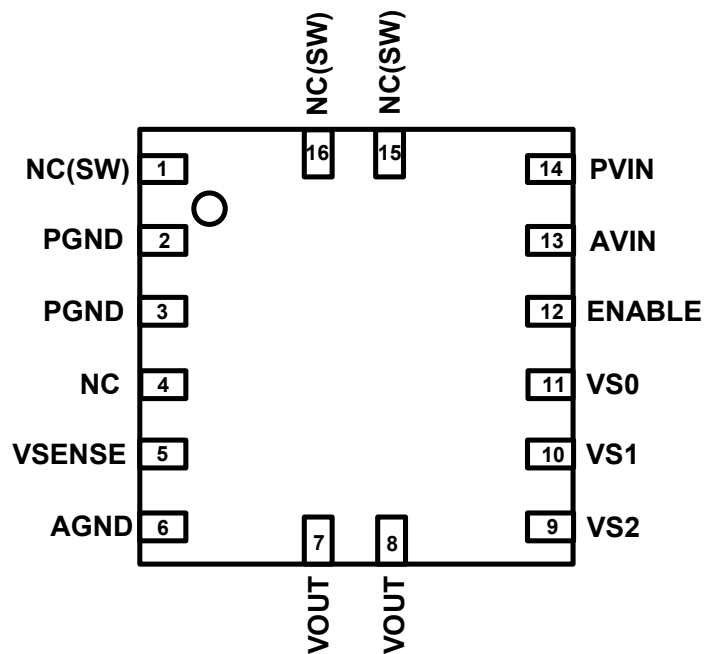 NC(SW)
NC(SW)
16
15
NC(SW)
1
14
PVIN
PGND
2
13
AVIN
PGND
3
12
ENABLE
NC
4
11
VS0
VSENSE
5
10
VS1
AGND
6
9
VS2
7
8
VOUT
VOUT